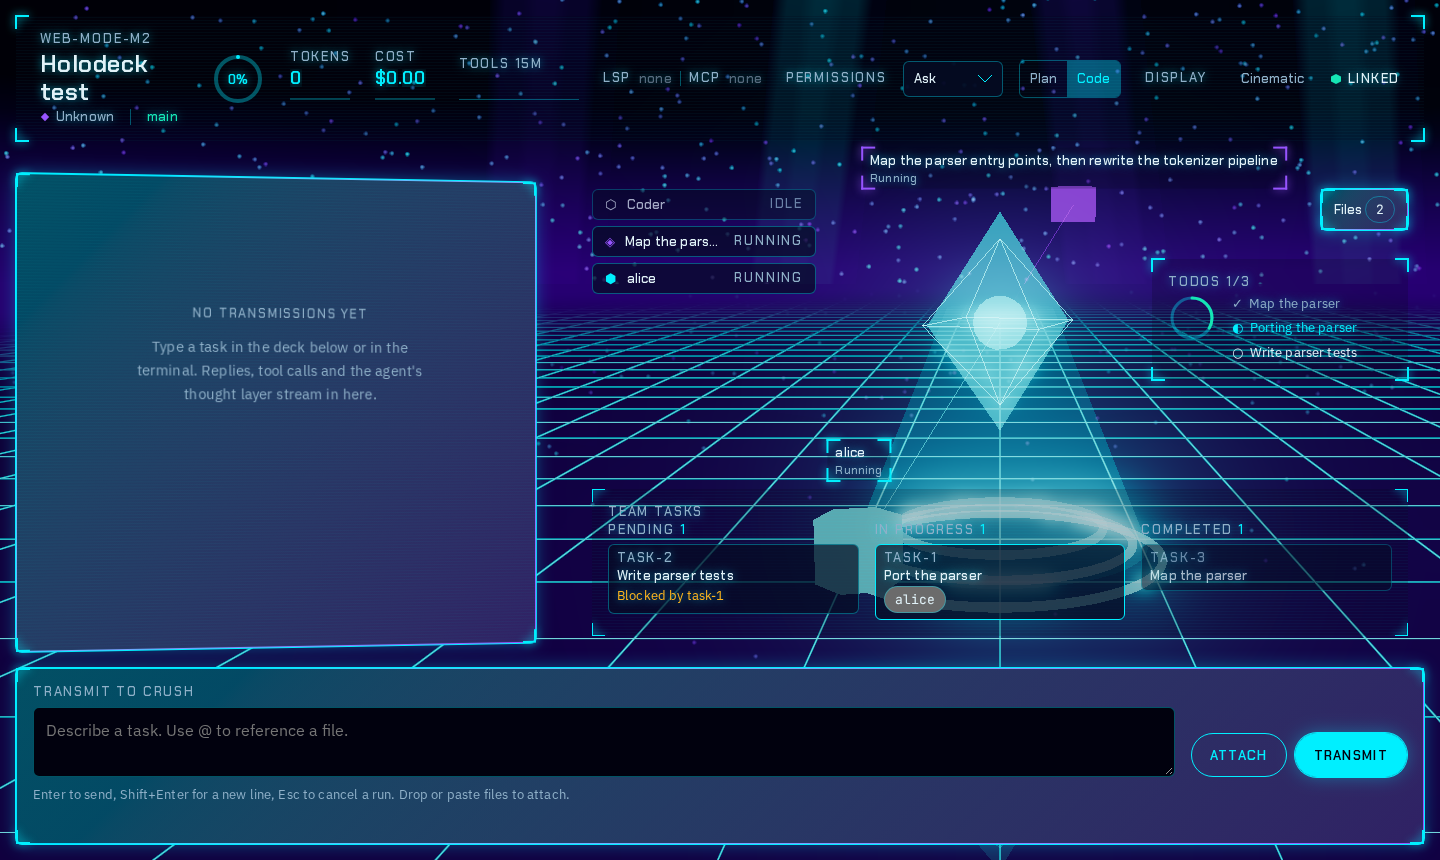 WEB-MODE-M2
Holodeck
test
Unknown
main
0%
TOKENS
0
COST
$0.00
TOOLS 15M
LSP none
MCP none
PERMISSIONS
Ask
Plan
Code
DISPLAY
Cinematic
LINKED
Map the parser entry points, then rewrite the tokenizer pipeline
Running
Coder IDLE
Map the pars... RUNNING
alice RUNNING
Files 2
TODOS 1/3
✓ Map the parser
Porting the parser
Write parser tests
NO TRANSMISSIONS YET
Type a task in the deck below or in the
terminal. Replies, tool calls and the agent's
thought layer stream in here.
alice
Running
TEAM TASKS
PENDING 1
TASK-2
Write parser tests
Blocked by task-1
IN PROGRESS 1
TASK-1
Port the parser
alice
COMPLETED 1
TASK-3
Map the parser
TRANSMIT TO CRUSH
Describe a task. Use @ to reference a file.
ATTACH
TRANSMIT
Enter to send, Shift+Enter for a new line, Esc to cancel a run. Drop or paste files to attach.